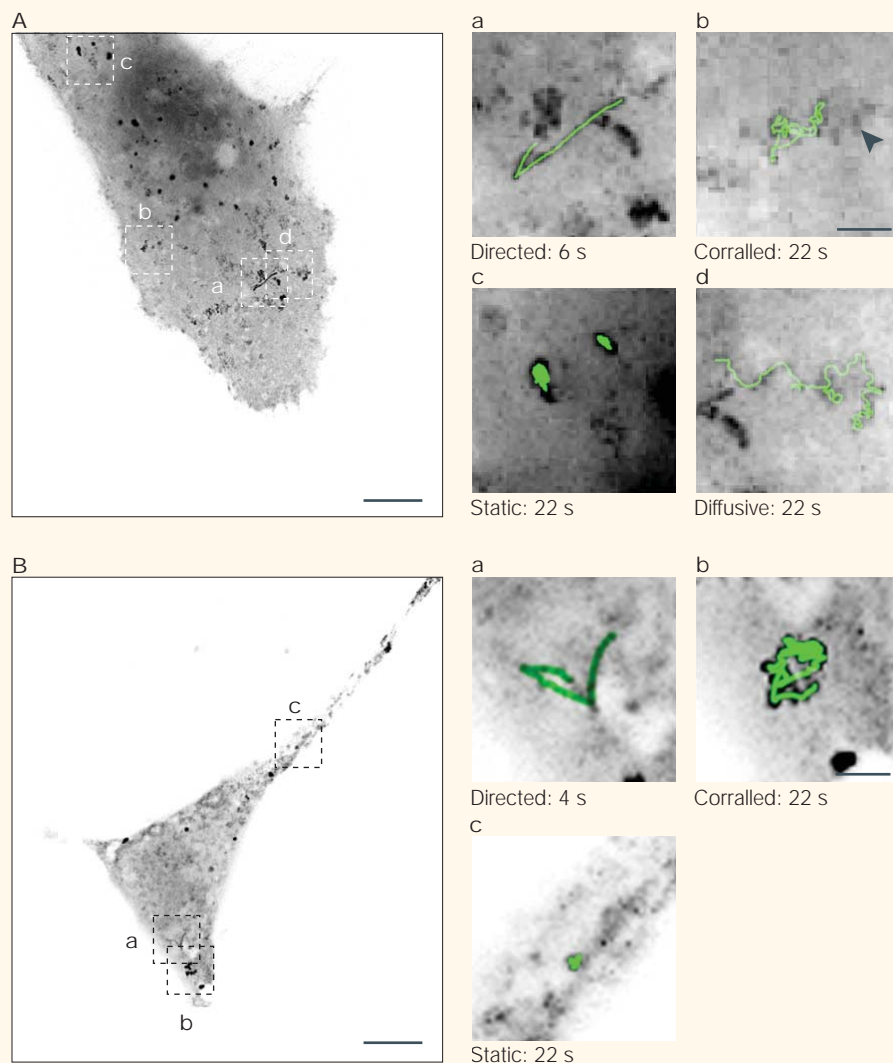 A
c
b
d
a
a
Directed: 6 s
b
Corralled: 22 s
c
Static: 22 s
d
Diffusive: 22 s
B
c
a
b
a
Directed: 4 s
b
Corralled: 22 s
c
Static: 22 s